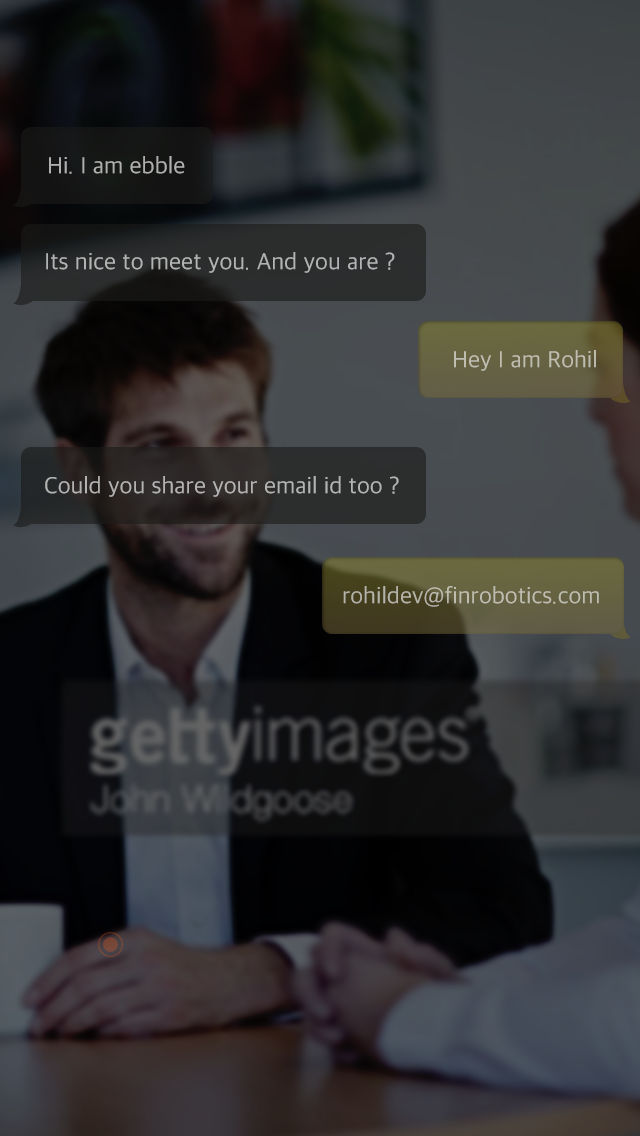 Hi. I am ebble
Its nice to meet you. And you are ?
Hey I am Rohil
Could you share your email id too ?
rohildev@finrobotics.com
gettyimages
John Wildgoose